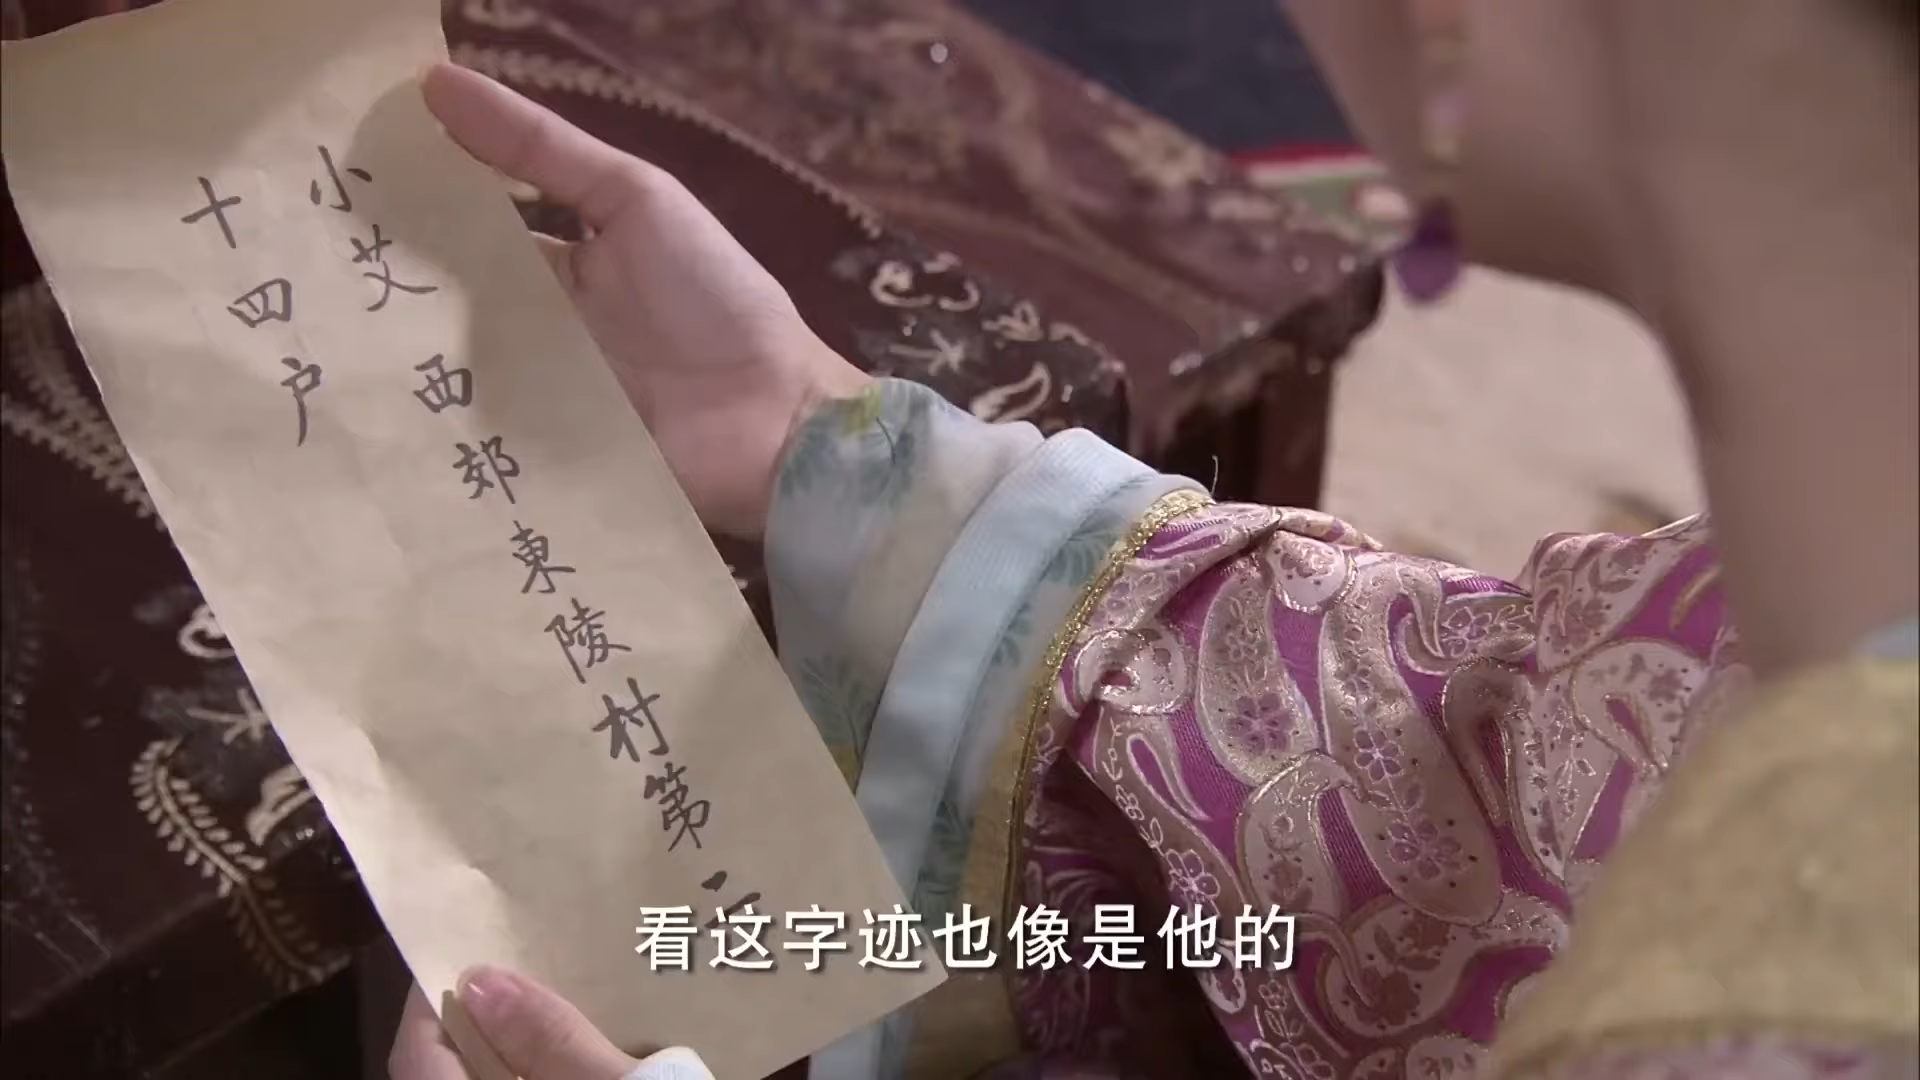 小艾 西郊東陵村第
十四户
看这字迹也像是他的